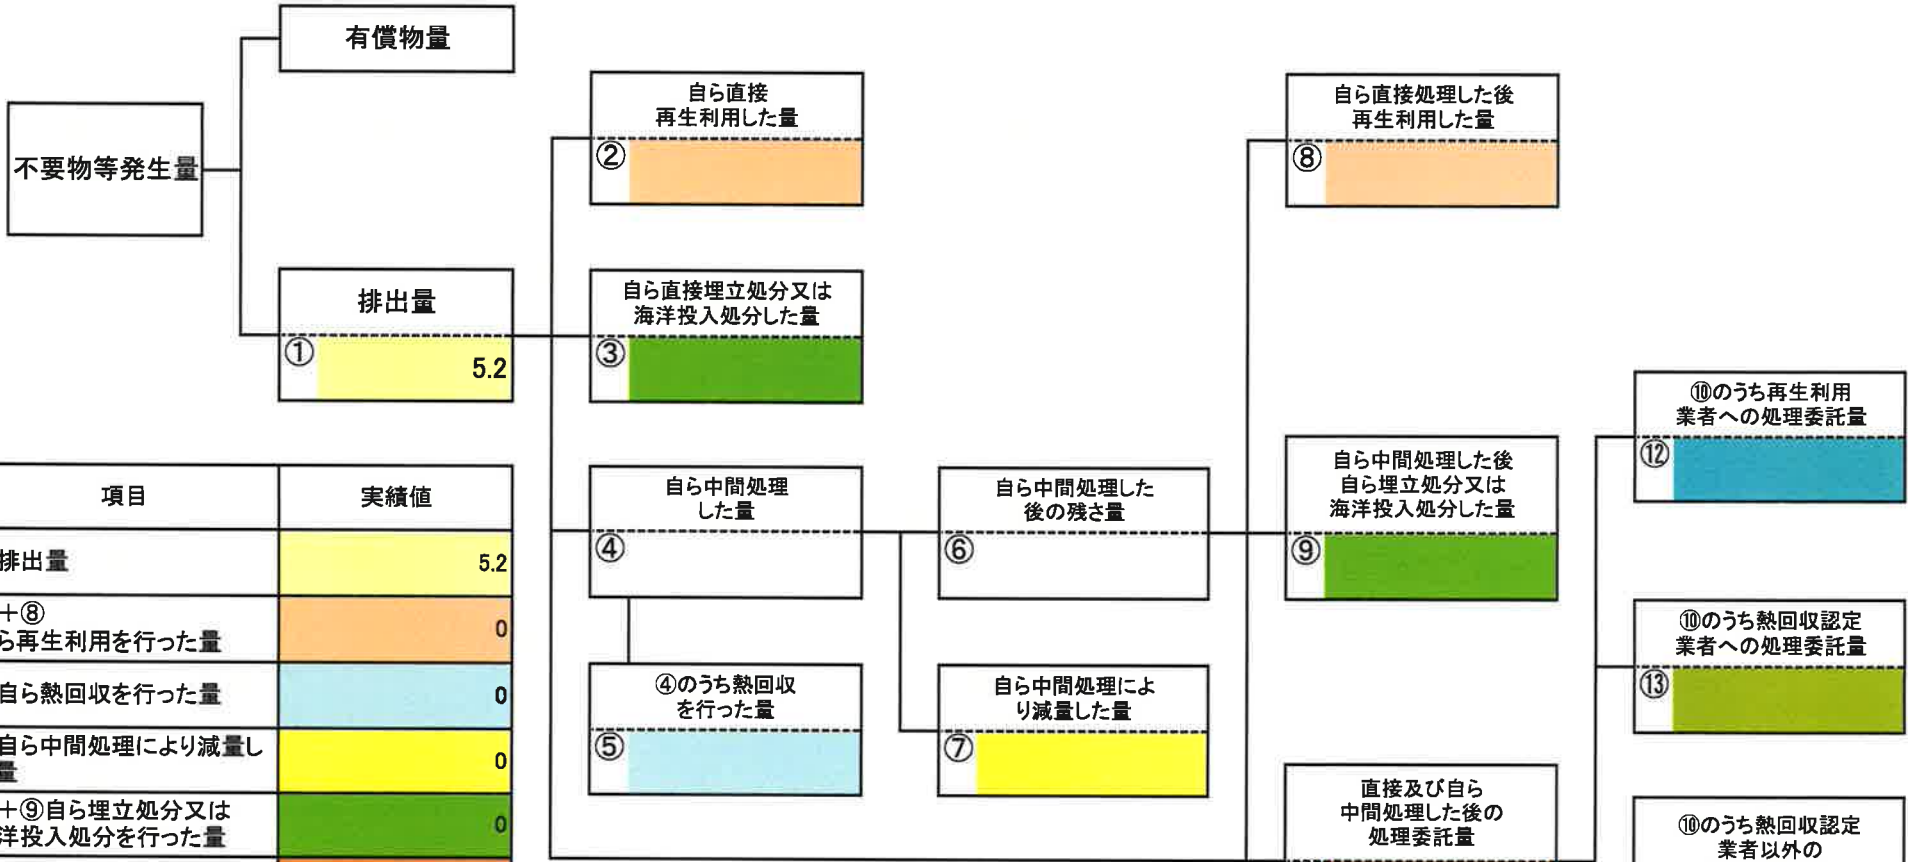 有償物量
不要物等発生量
自ら直接
再生利用した量
②
自ら直接処理した後
再生利用した量
⑧
排出量
①
5.2
自ら直接埋立処分又は
海洋投入処分した量
③
⑩のうち再生利用
業者への処理委託量
⑫
項目
実績値
排出量
5.2
+⑧
ら再生利用を行った量
0
自ら熱回収を行った量
0
自ら中間処理により減量し
量
0
+⑨自ら埋立処分又は
洋投入処分を行った量
0
自ら中間処理
した量
④
自ら中間処理した
後の残さ量
⑥
自ら中間処理した後
自ら埋立処分又は
海洋投入処分した量
⑨
⑩のうち熱回収認定
業者への処理委託量
⑬
④のうち熱回収
を行った量
⑤
自ら中間処理によ
り減量した量
⑦
直接及び自ら
中間処理した後の
処理委託量
⑩のうち熱回収認定
業者以外の